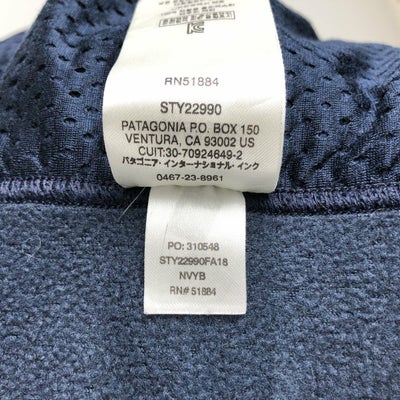 RN51884
STY22990
PATAGONIA P.O. BOX 150
VENTURA, CA 93002 US
CUIT:30-70924649-2
パタゴニア・インターナショナル・インク
0467-23-8961
PO: 310548
STY22990FA18
NVYB
RN# 51884